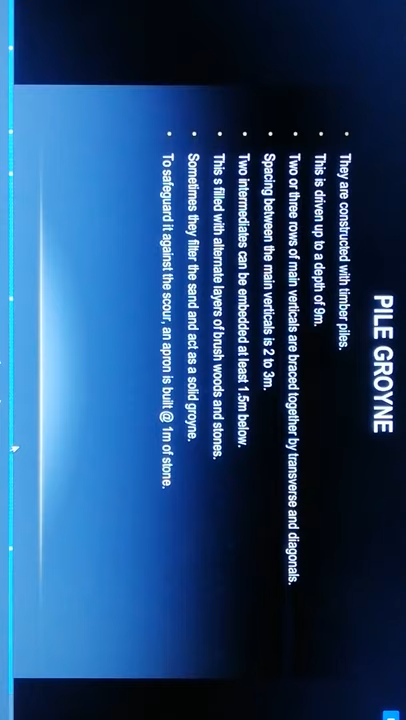 PILE GROYNE
• They are constructed with timber piles.
• This is driven up to a depth of 9m.
• Two or three rows of main verticals are braced together by transverse and diagonals.
• Spacing between the main verticals is 2 to 3m.
• Two intermediates can be embedded at least 1.5m below.
• This s filled with alternate layers of brush woods and stones.
• Sometimes they filter the sand and act as a solid groyne.
• To safeguard it against the scour, an apron is built @ 1m of stone.